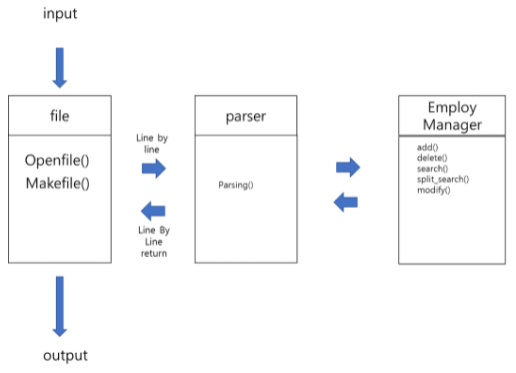 input
file
Openfile()
Makefile()
Line by
line
Line By
Line
return
parser
Parsing()
Employ
Manager
add()
delete()
search()
split_search()
modify()
output